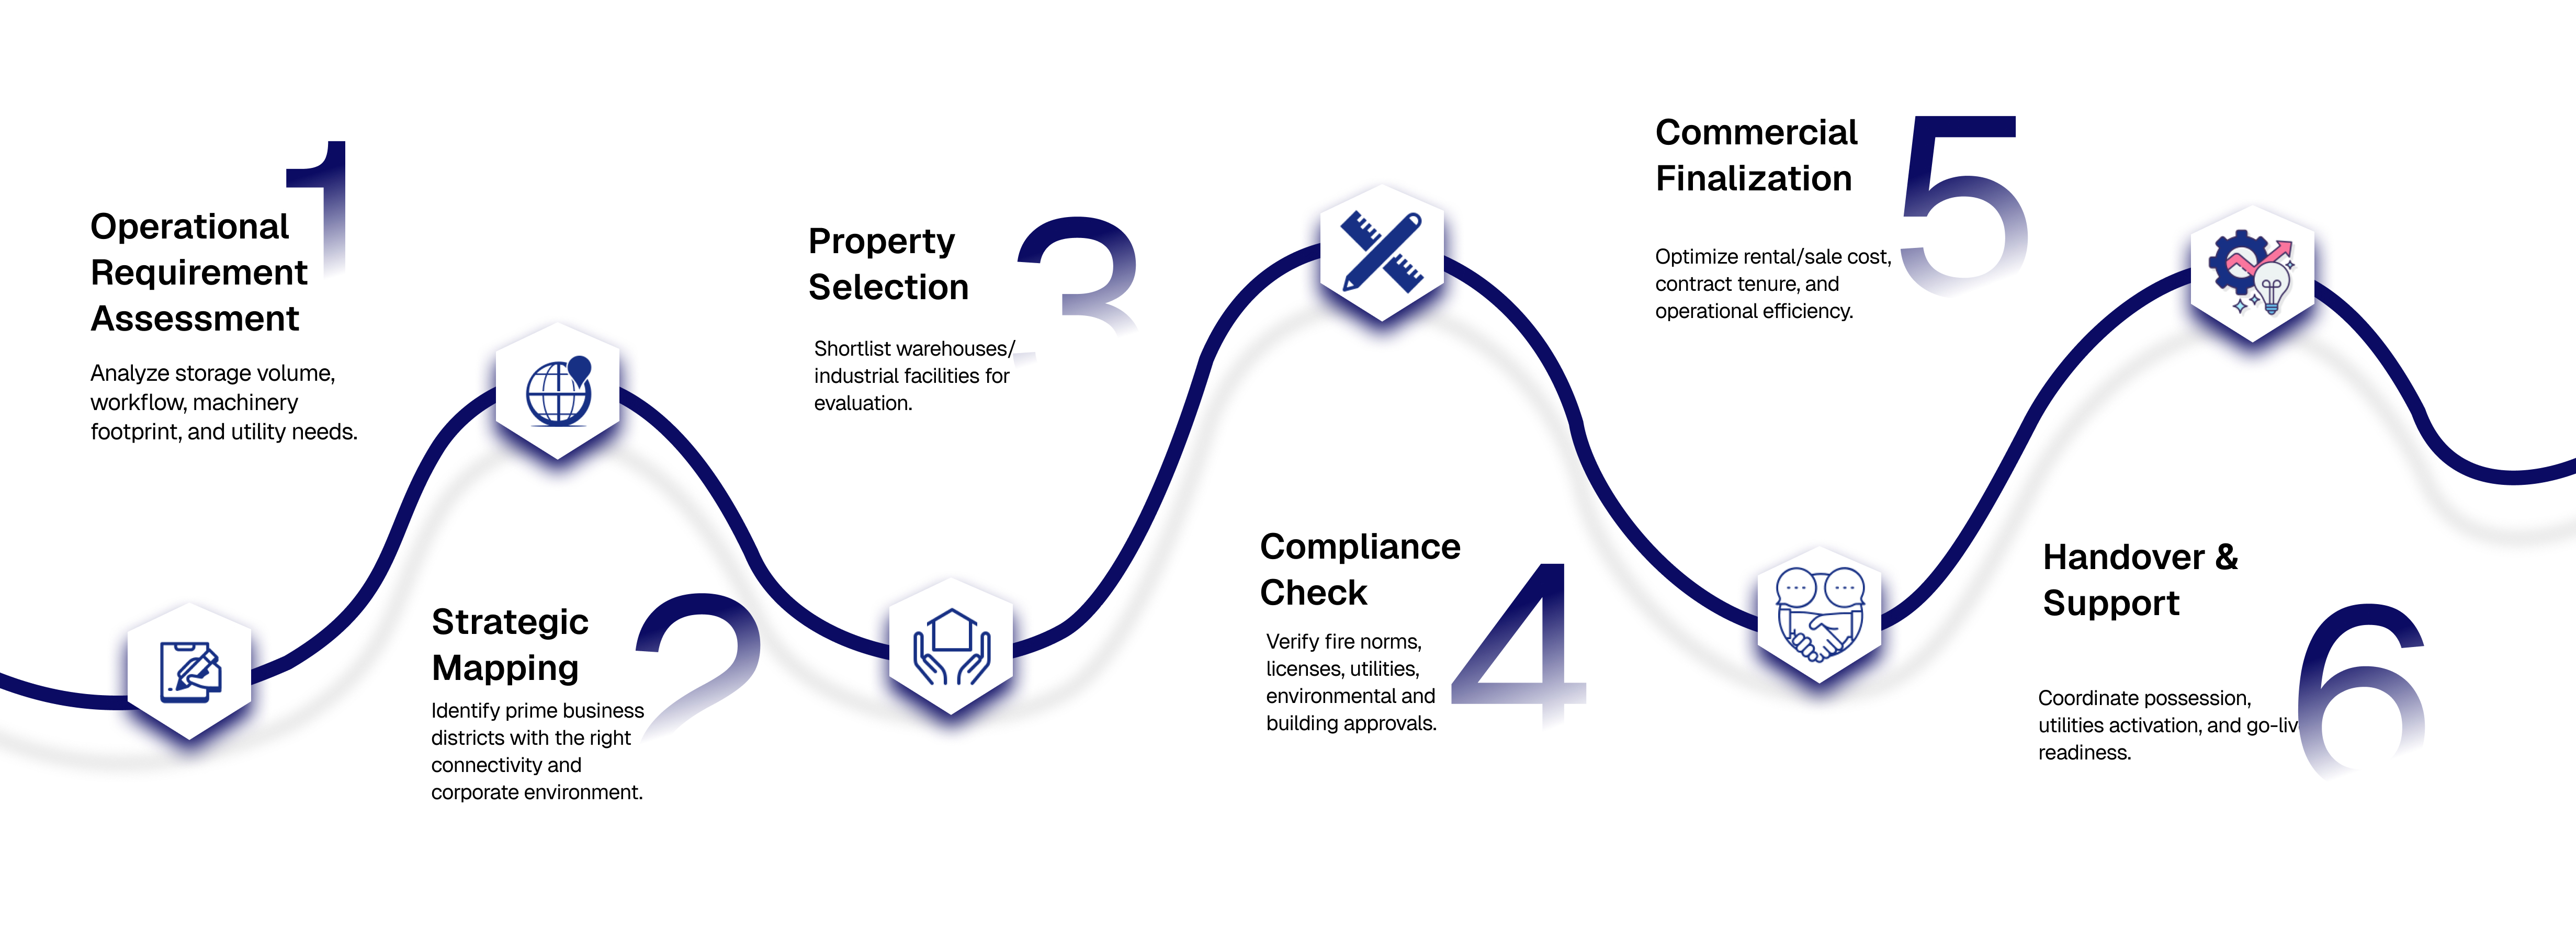 1
Operational
Requirement
Assessment
Analyze storage volume,
workflow, machinery
footprint, and utility needs.
2
Strategic
Mapping
Identify prime business
districts with the right
connectivity and
corporate environment.
3
Property
Selection
Shortlist warehouses/
industrial facilities for
evaluation.
4
Compliance
Check
Verify fire norms,
licenses, utilities,
environmental and
building approvals.
5
Commercial
Finalization
Optimize rental/sale cost,
contract tenure, and
operational efficiency.
6
Handover &
Support
Coordinate possession,
utilities activation, and go-liv
readiness.